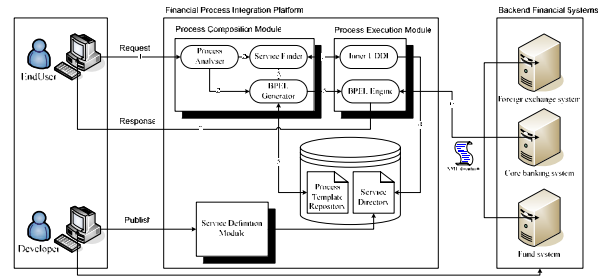 Financial Process Integration Platform
Backend Financial Systems
Process Composition Module
Process Execution Module
Request
Process
Analyser
Service Finder
Inner UDDI
EndUser
BPEL
Generator
BPEL Engine
Foreign exchange system
Response
Core banking system
Process
Template
Repository
Service
Directory
Publish
Service Definition
Module
Developer
Fund system